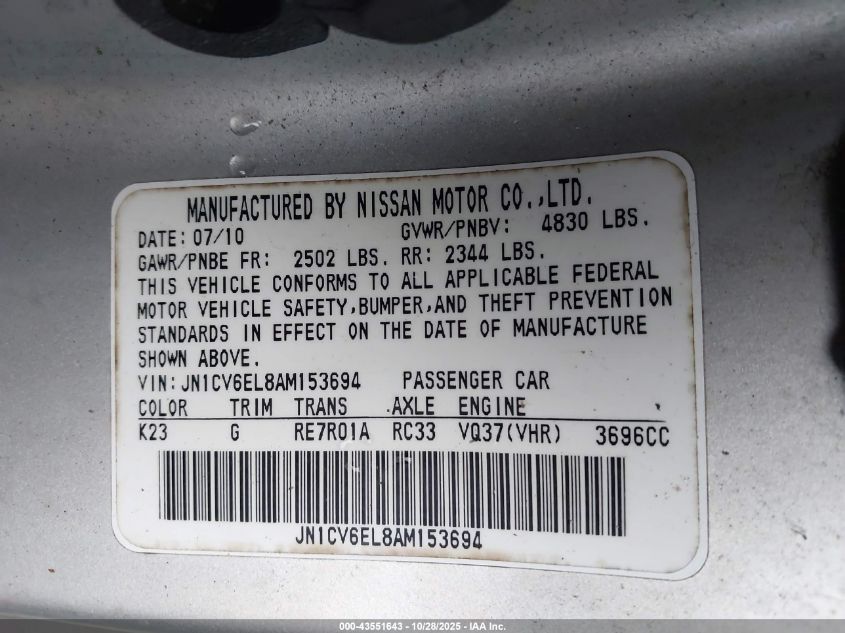 MANUFACTURED BY NISSAN MOTOR CO.,LTD.
DATE: 07/10 GVWR/PNBV: 4830 LBS.
GAWR/PNBE FR: 2502 LBS. RR: 2344 LBS.
THIS VEHICLE CONFORMS TO ALL APPLICABLE FEDERAL
MOTOR VEHICLE SAFETY,BUMPER,AND THEFT PREVENTION
STANDARDS IN EFFECT ON THE DATE OF MANUFACTURE
SHOWN ABOVE.
VIN: JN1CV6EL8AM153694 PASSENGER CAR
COLOR TRIM TRANS AXLE ENGINE
K23 G RE7R01A RC33 VQ37(VHR) 3696CC
JN1CV6EL8AM153694
000-43551643 - 10/28/2025 - IAA Inc.